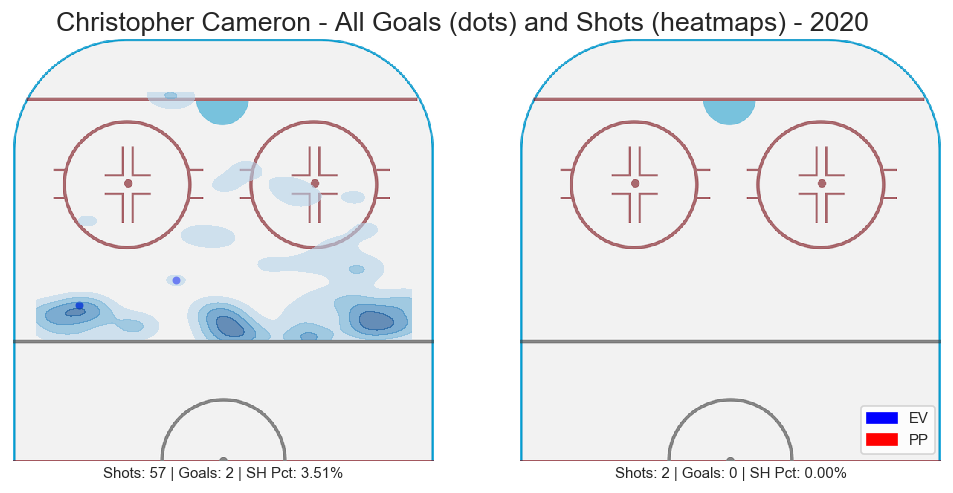 Christopher Cameron - All Goals (dots) and Shots (heatmaps) - 2020
EV
PP
Shots: 57 | Goals: 2 | SH Pct: 3.51%
Shots: 2 | Goals: 0 | SH Pct: 0.00%